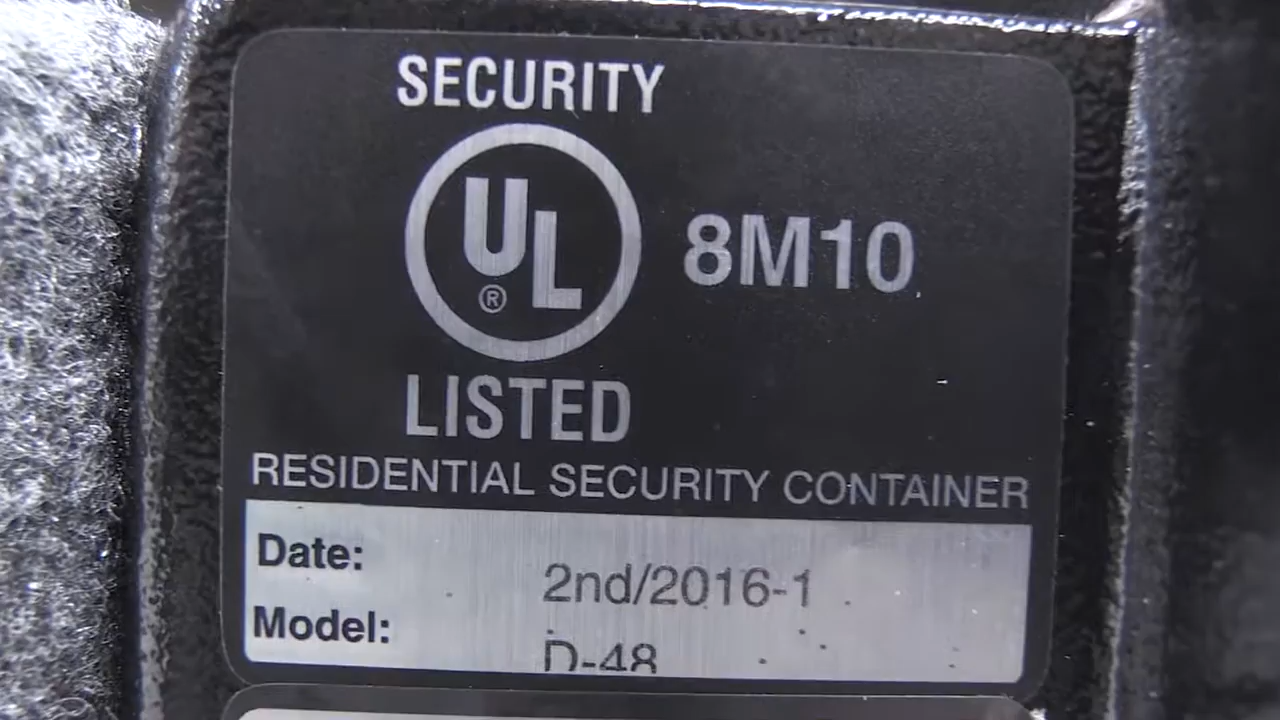 SECURITY
UL ® 8M10
LISTED
RESIDENTIAL SECURITY CONTAINER
Date: 2nd/2016-1
Model: D-48